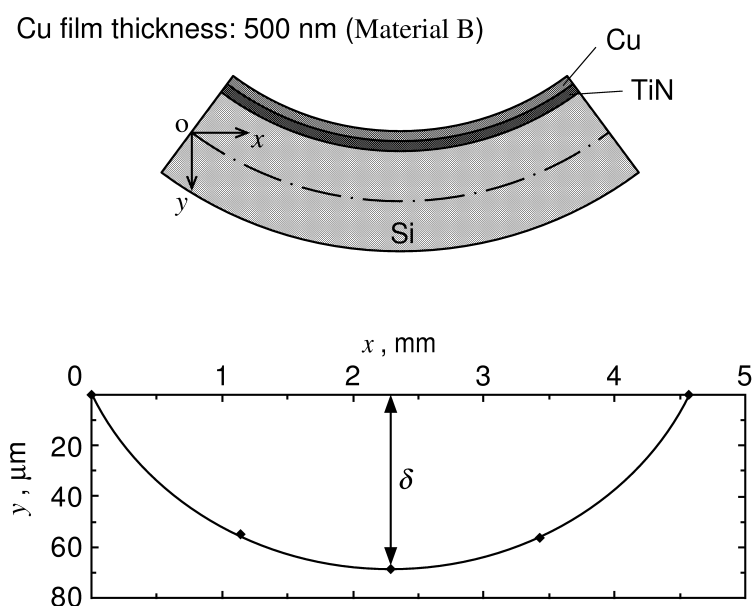 Cu film thickness: 500 nm (Material B)
Cu
TiN
o
x
y
Si
x , mm
0 1 2 3 4 5
20
40
60
80
y , μm
δ